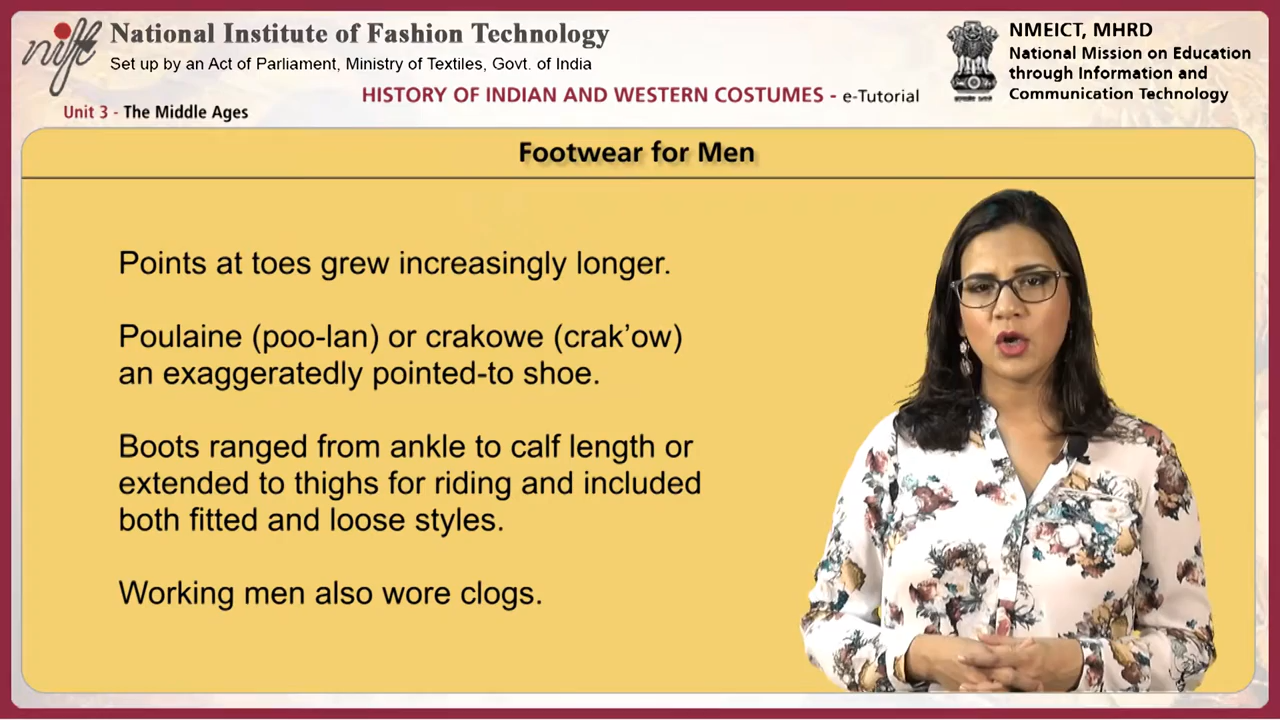 nift
National Institute of Fashion Technology
Set up by an Act of Parliament, Ministry of Textiles, Govt. of India
NMEICT, MHRD
National Mission on Education
through Information and
Communication Technology
HISTORY OF INDIAN AND WESTERN COSTUMES - e-Tutorial
Unit 3 - The Middle Ages
Footwear for Men
Points at toes grew increasingly longer.
Poulaine (poo-lan) or crakowe (crak’ow)
an exaggeratedly pointed-to shoe.
Boots ranged from ankle to calf length or
extended to thighs for riding and included
both fitted and loose styles.
Working men also wore clogs.